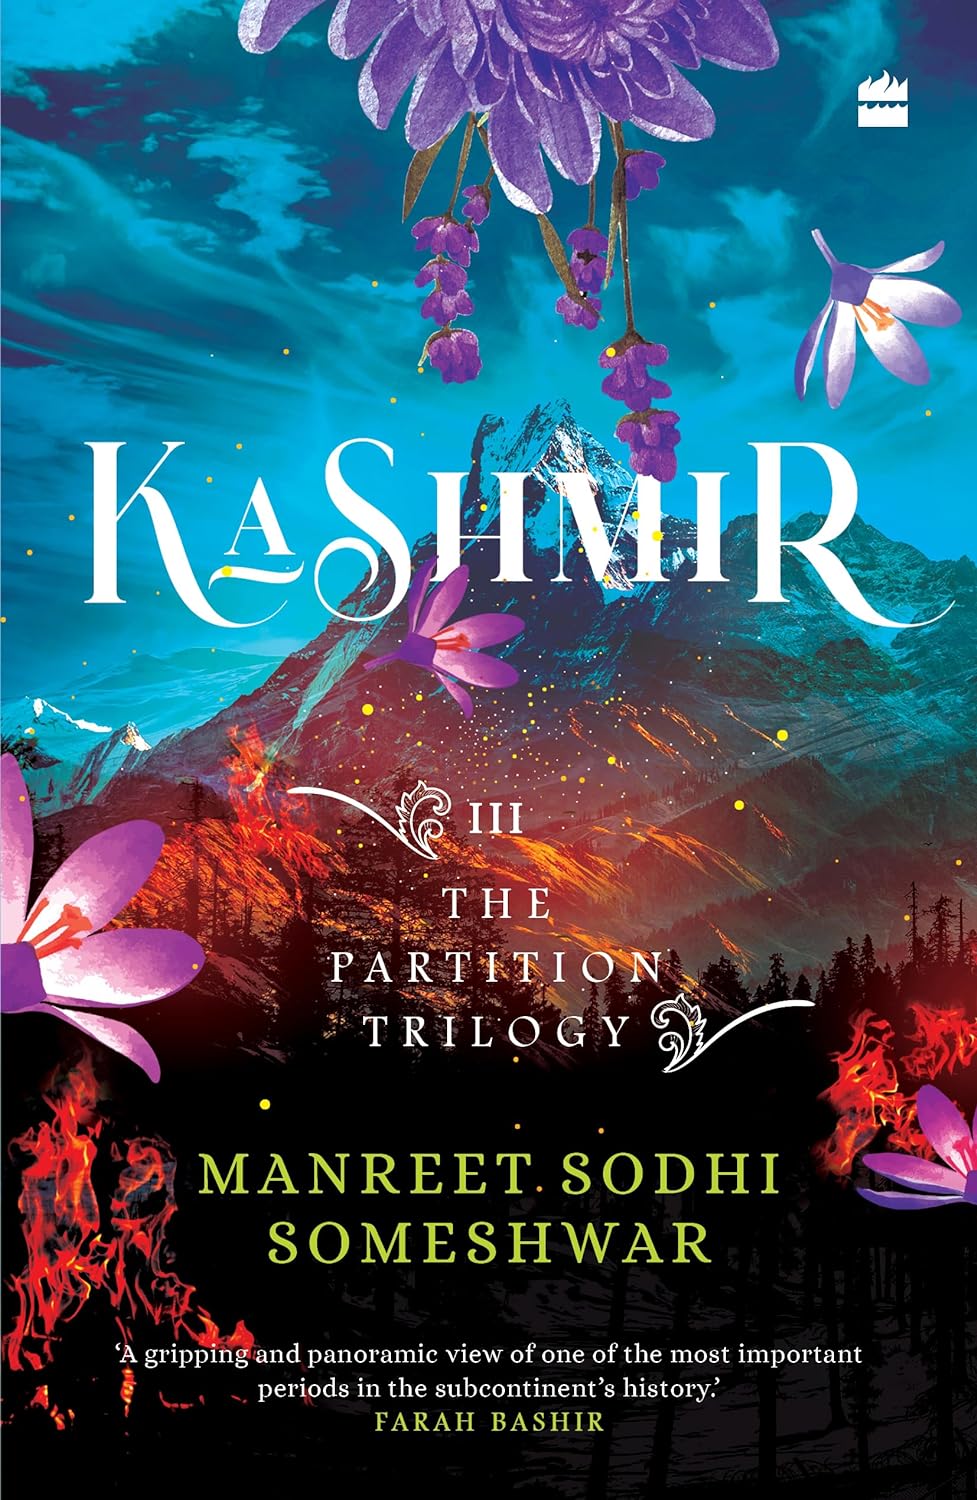 KASHMIR
III
THE
PARTITION
TRILOGY
MANREET SODHI
SOMESHWAR
‘A gripping and panoramic view of one of the most important
periods in the subcontinent’s history.’
FARAH BASHIR